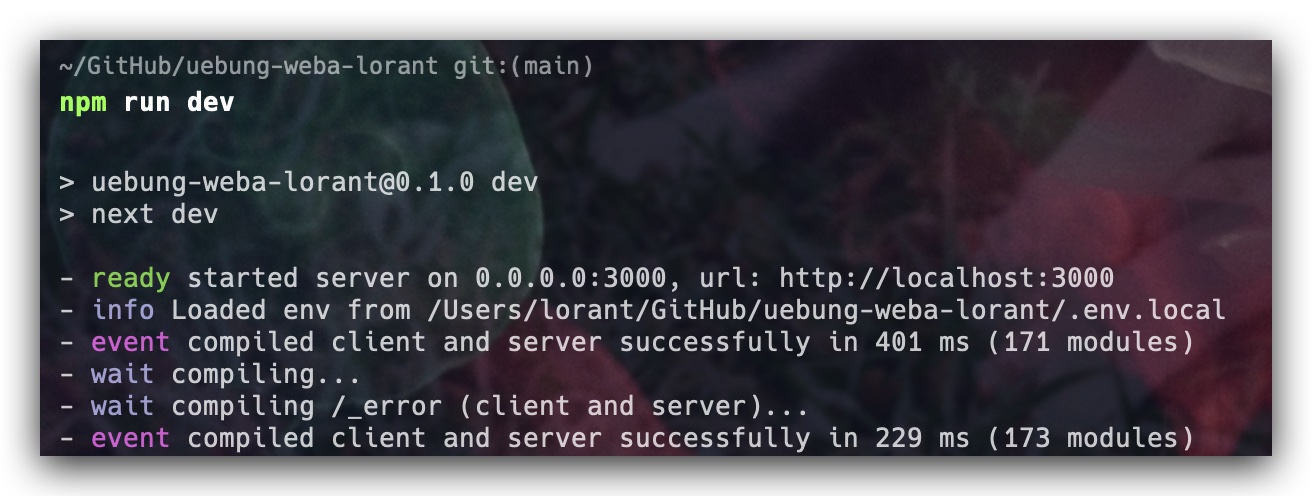 ~/GitHub/uebung-weba-lorant git:(main)
npm run dev
> uebung-weba-lorant@0.1.0 dev
> next dev
- ready started server on 0.0.0.0:3000, url: http://localhost:3000
- info Loaded env from /Users/lorant/GitHub/uebung-weba-lorant/.env.local
- event compiled client and server successfully in 401 ms (171 modules)
- wait compiling...
- wait compiling /_error (client and server)...
- event compiled client and server successfully in 229 ms (173 modules)